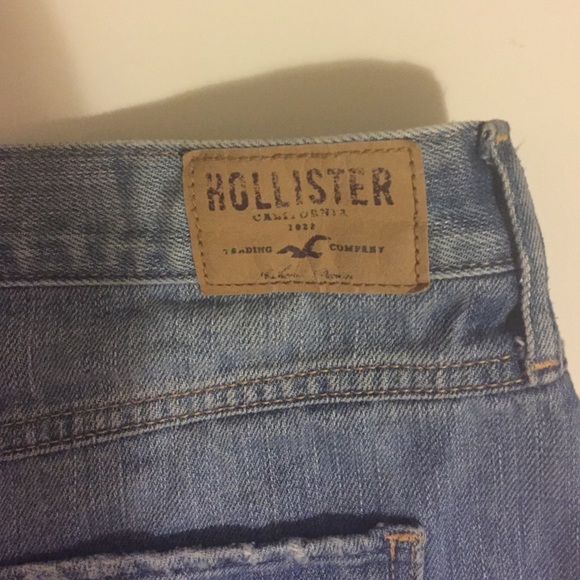 HOLLISTER
CALIFORNIA
1922
TRADING COMPANY